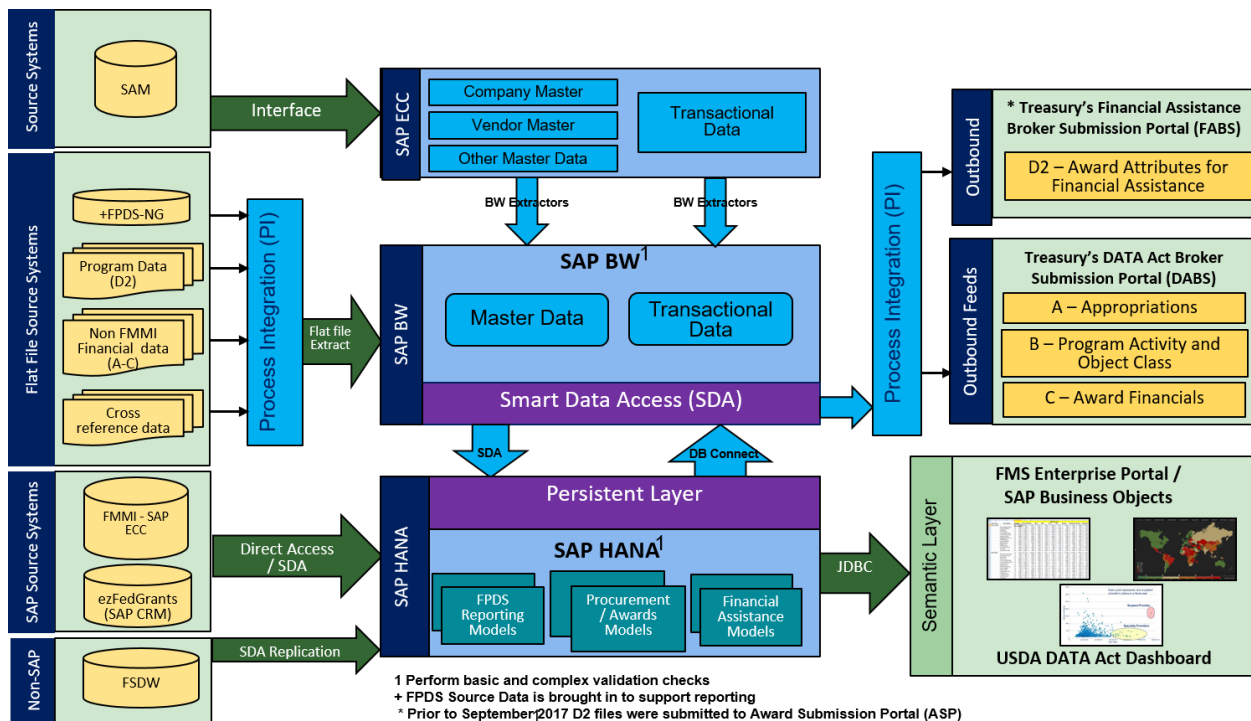 Source Systems
SAM
Interface
SAP ECC
Company Master
Vendor Master
Other Master Data
Transactional
Data
BW Extractors
BW Extractors
Flat File Source Systems
+FPDS-NG
Program Data
(D2)
Non FMMI
Financial data
(A-C)
Cross
reference data
Process Integration (PI)
Flat file
Extract
SAP BW
SAP BW1
Master Data
Transactional
Data
Smart Data Access (SDA)
SDA
DB Connect
Process Integration (PI)
Outbound
* Treasury's Financial Assistance
Broker Submission Portal (FABS)
D2 – Award Attributes for
Financial Assistance
Outbound Feeds
Treasury's DATA Act Broker
Submission Portal (DABS)
A – Appropriations
B – Program Activity and
Object Class
C – Award Financials
SAP Source Systems
FMMI - SAP
ECC
ezFedGrants
(SAP CRM)
Direct Access
/ SDA
Non-SAP
FSDW
SDA Replication
SAP HANA
Persistent Layer
SAP HANA1
FPDS
Reporting
Models
Procurement
/ Awards
Models
Financial
Assistance
Models
JDBC
Semantic Layer
FMS Enterprise Portal /
SAP Business Objects
USDA DATA Act Dashboard
1 Perform basic and complex validation checks
+ FPDS Source Data is brought in to support reporting
* Prior to September12017 D2 files were submitted to Award Submission Portal (ASP)